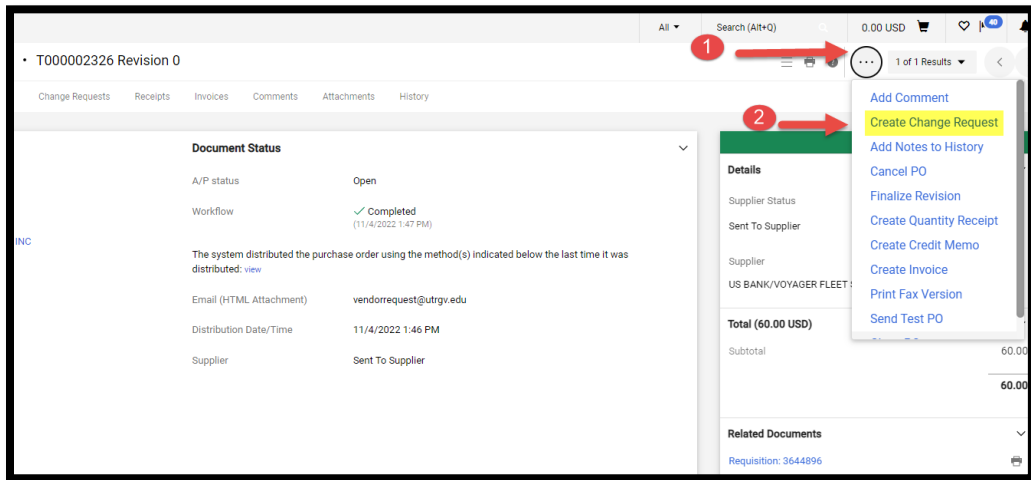 All
Search (Alt+Q)
0.00 USD
40
1
• T000002326 Revision 0
1 of 1 Results
Change Requests Receipts Invoices Comments Attachments History
Add Comment
2
Create Change Request
Add Notes to History
Cancel PO
Finalize Revision
Create Quantity Receipt
Create Credit Memo
Create Invoice
Print Fax Version
Send Test PO
Document Status
A/P status Open
Workflow Completed
(11/4/2022 1:47 PM)
INC
The system distributed the purchase order using the method(s) indicated below the last time it was
distributed: view
Email (HTML Attachment) vendorrequest@utrgv.edu
Distribution Date/Time 11/4/2022 1:46 PM
Supplier Sent To Supplier
Details
Supplier Status
Sent To Supplier
Supplier
US BANK/VOYAGER FLEET
Total (60.00 USD)
Subtotal 60.00
60.00
Related Documents
Requisition: 3644896